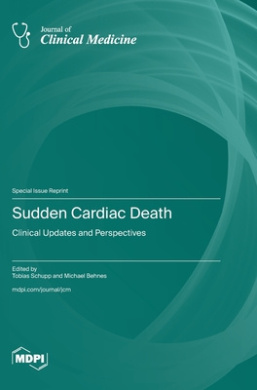 Journal of
Clinical Medicine
Special Issue Reprint
Sudden Cardiac Death
Clinical Updates and Perspectives
Edited by
Tobias Schupp and Michael Behnes
mdpi.com/journal/jcm
MDPI